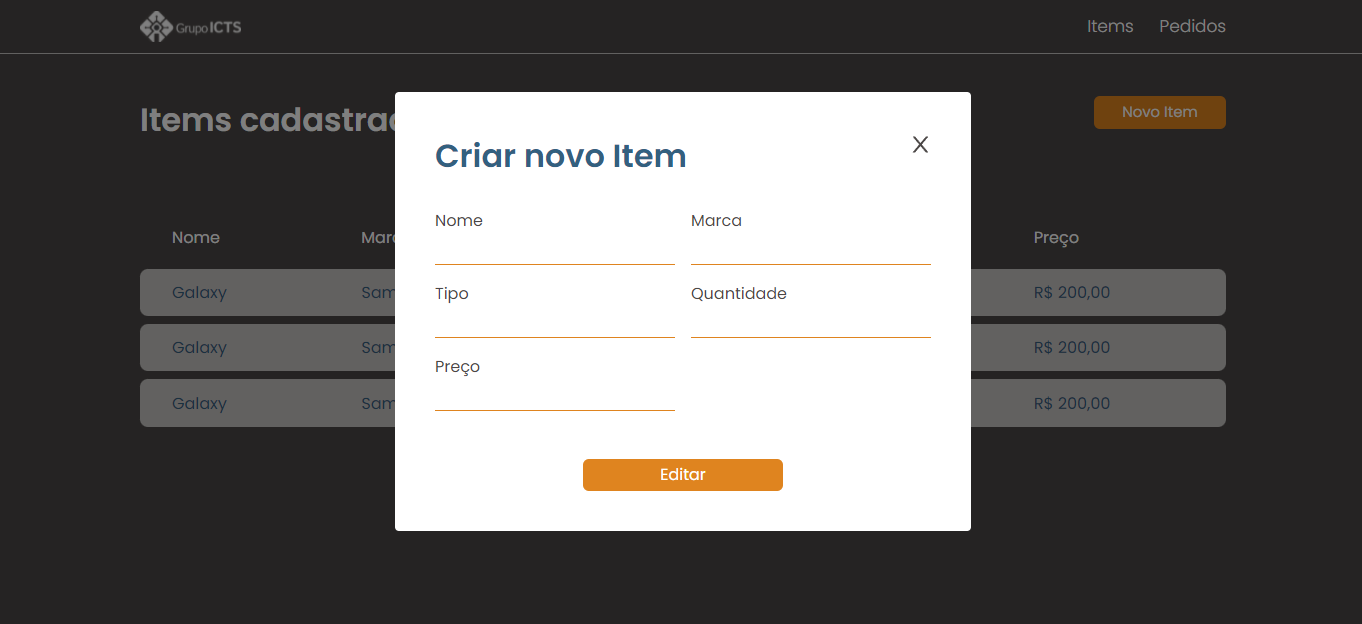 Grupo ICTS
Items Pedidos
Items cadastrad
Novo Item
Criar novo Item
X
Nome Marca
Tipo Quantidade
Preço
Editar
Nome Mar Preço
Galaxy Sam R$ 200,00
Galaxy Sam R$ 200,00
Galaxy Sam R$ 200,00